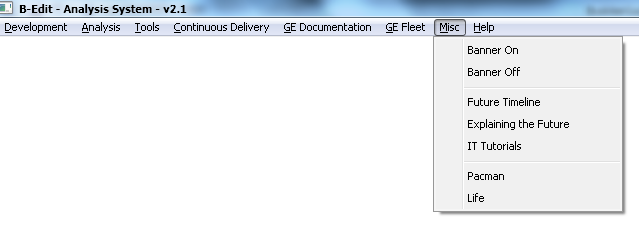 B-Edit - Analysis System - v2.1
Development Analysis Tools Continuous Delivery GE Documentation GE Fleet Misc Help
Banner On
Banner Off
Future Timeline
Explaining the Future
IT Tutorials
Pacman
Life